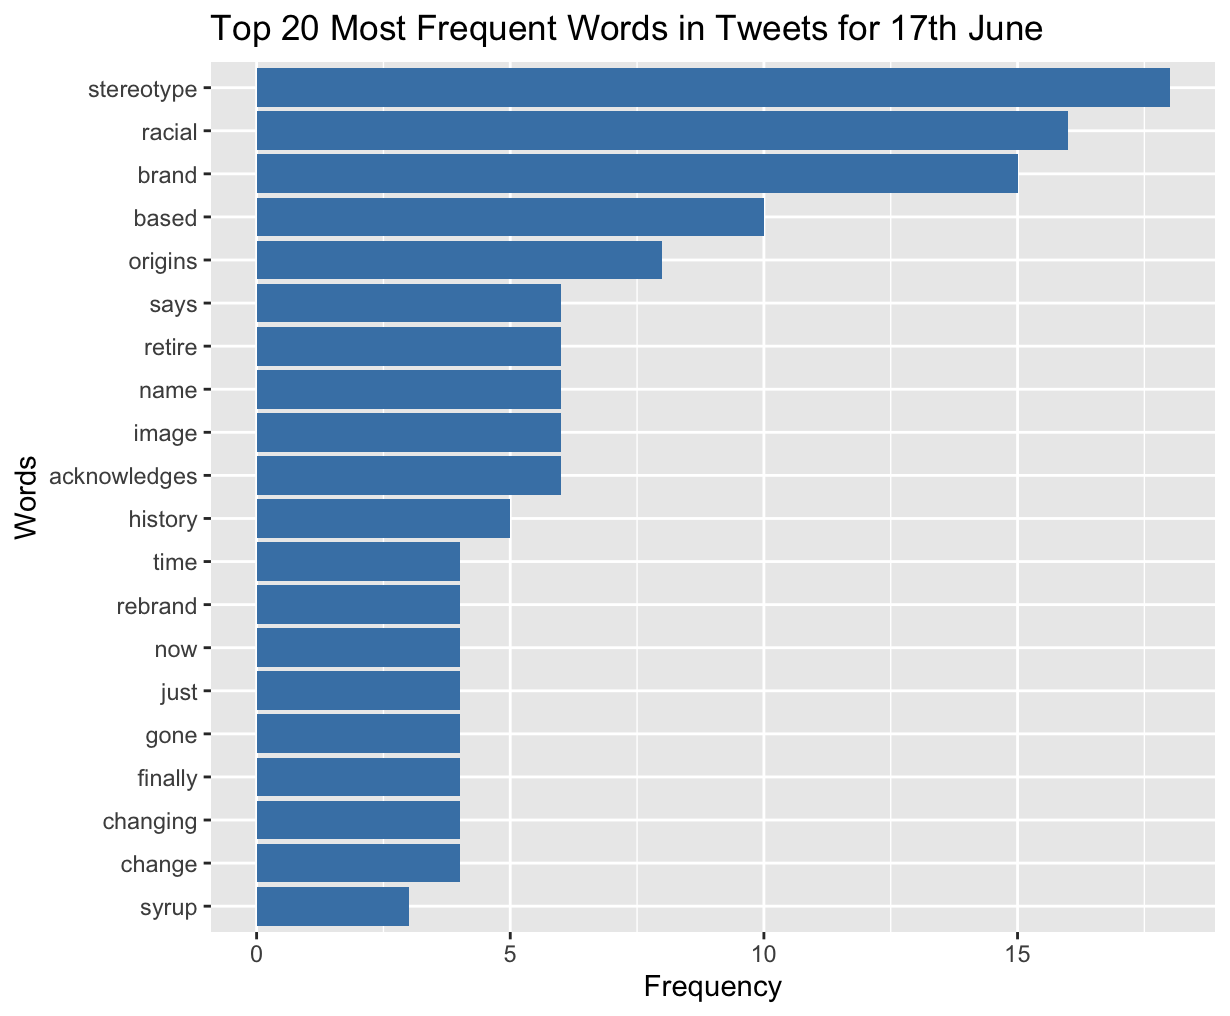 Top 20 Most Frequent Words in Tweets for 17th June
stereotype
racial
brand
based
origins
says
retire
name
image
acknowledges
history
time
rebrand
now
just
gone
finally
changing
change
syrup
Words
0 5 10 15
Frequency